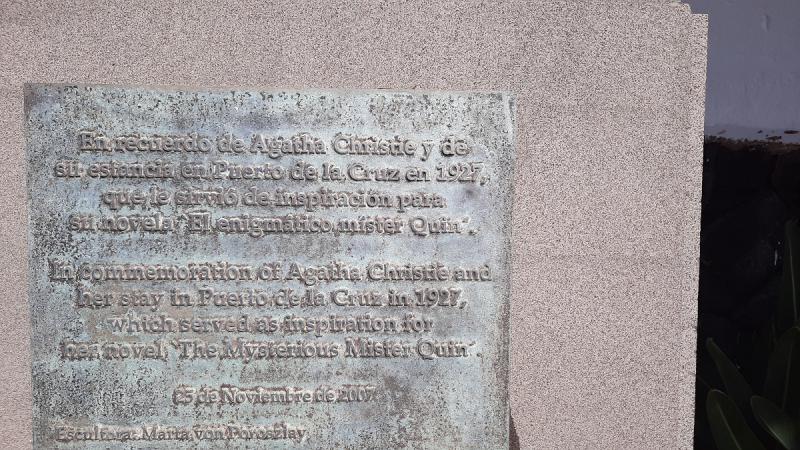 En recuerdo de Agatha Christie y de
su estancia en Puerto de la Cruz en 1927,
que le sirvió de inspiración para
su novela ´El enigmático mister Quin´.
In commemoration of Agatha Christie and
her stay in Puerto de la Cruz in 1927,
which served as inspiration for
her novel ´The Mysterious Mister Quin´.
25 de Noviembre de 2007
Escultora: Marta von Poroszlay